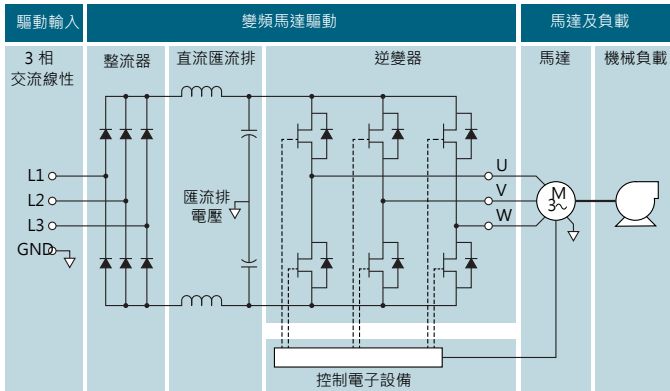 驅動輸入
變頻馬達驅動
馬達及負載
3 相
交流線性
整流器
直流匯流排
逆變器
馬達
機械負載
L1
L2
L3
GND
匯流排
電壓
U
V
W
M
3~
控制電子設備